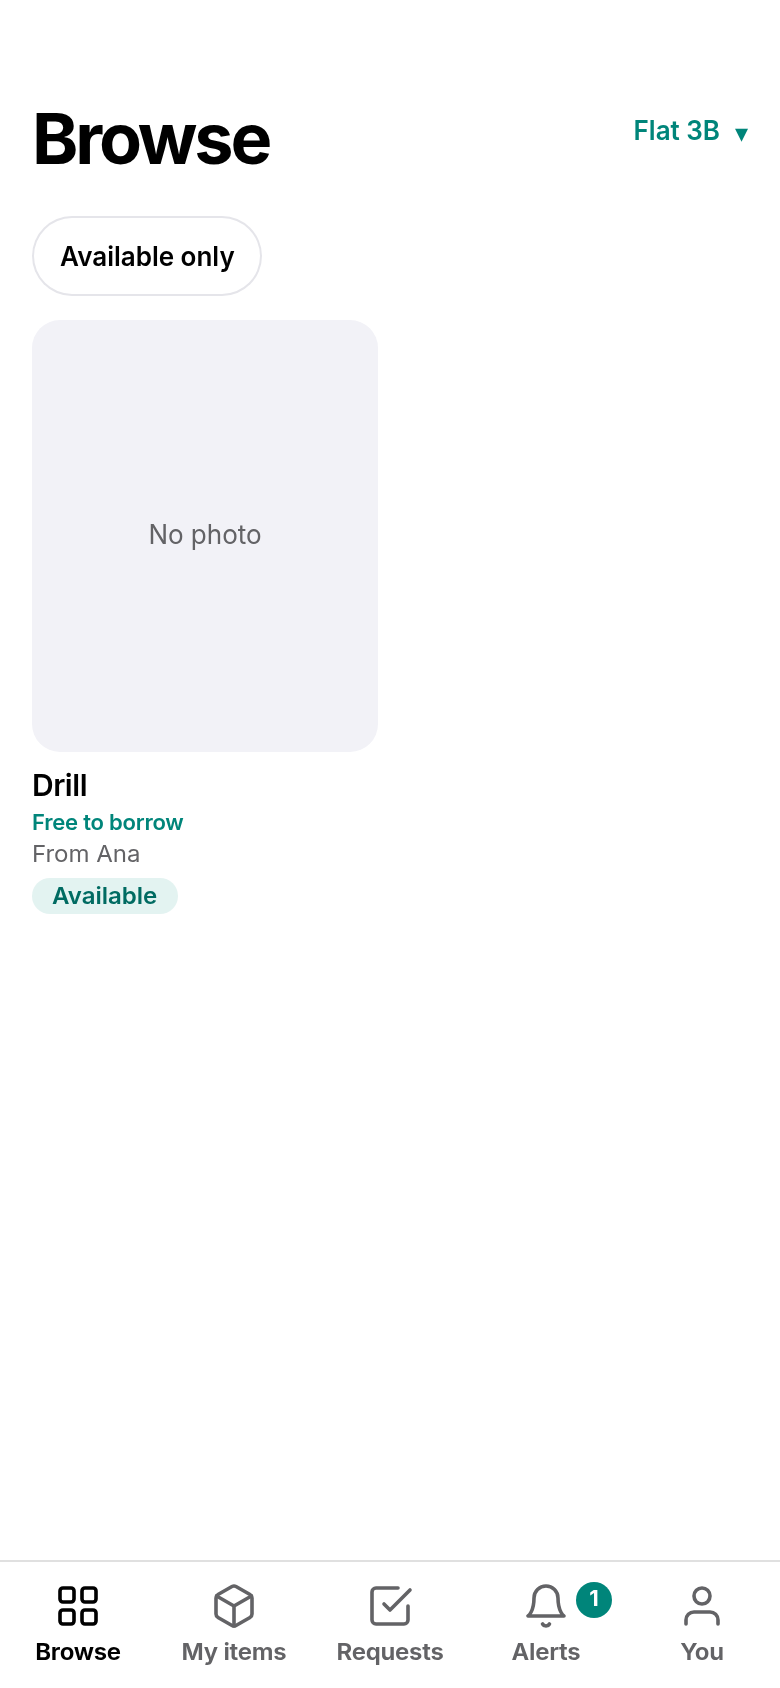 Browse
Flat 3B ▼
Available only
No photo
Drill
Free to borrow
From Ana
Available
1
Browse
My items
Requests
Alerts
You